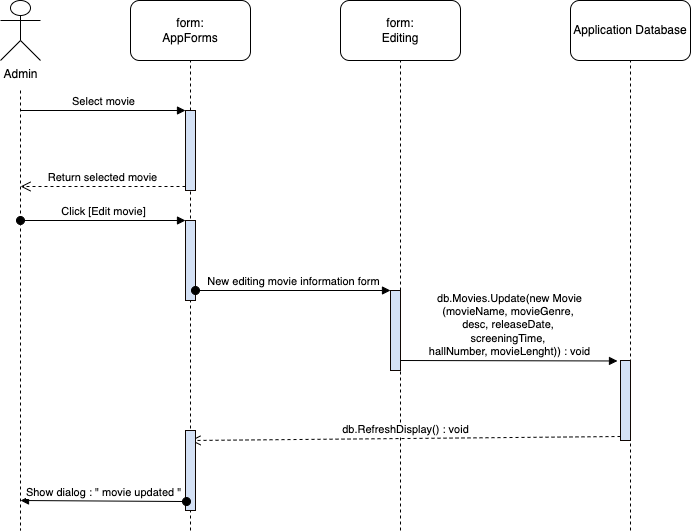 form:
AppForms
form:
Editing
Application Database
Admin
Select movie
Return selected movie
Click [Edit movie]
New editing movie information form
db.Movies.Update(new Movie
(movieName, movieGenre,
desc, releaseDate,
screeningTime,
hallNumber, movieLenght)) : void
db.RefreshDisplay() : void
Show dialog : " movie updated "